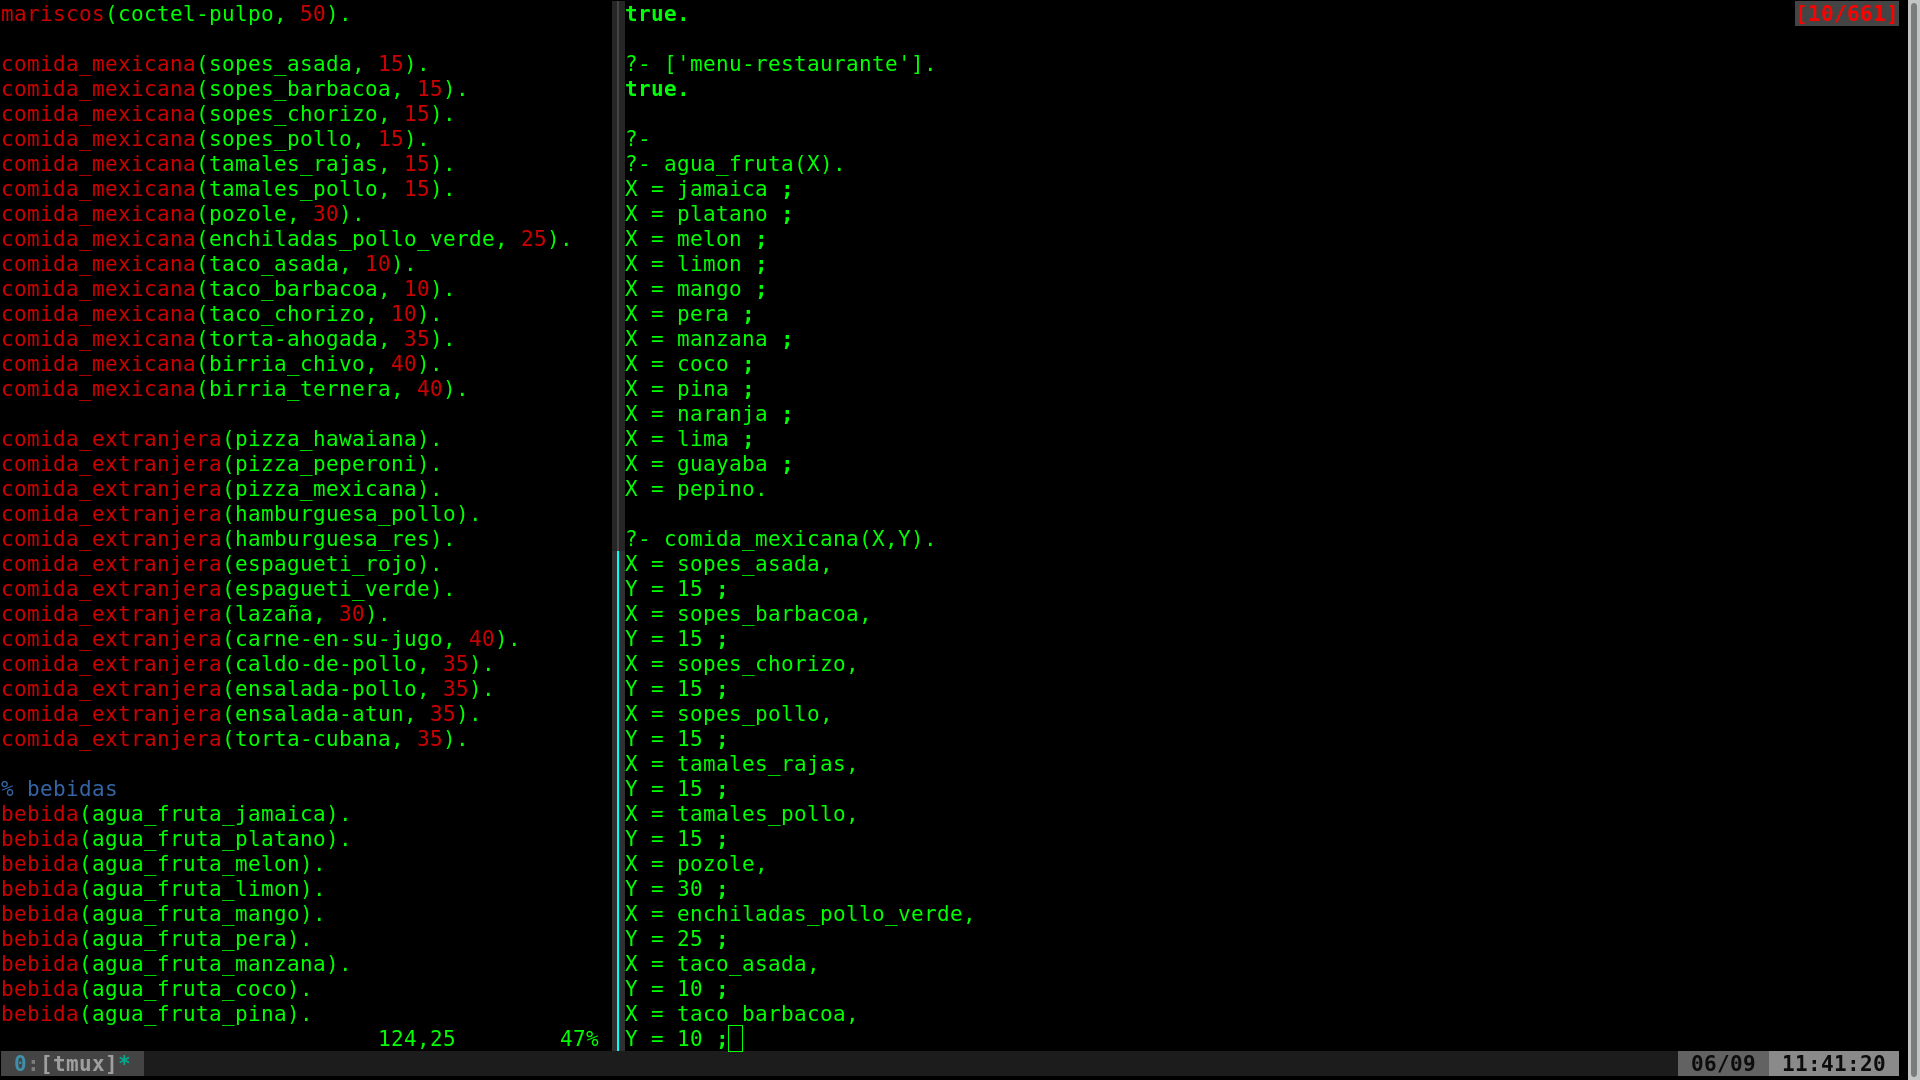 mariscos(coctel-pulpo, 50).
comida_mexicana(sopes_asada, 15).
comida_mexicana(sopes_barbacoa, 15).
comida_mexicana(sopes_chorizo, 15).
comida_mexicana(sopes_pollo, 15).
comida_mexicana(tamales_rajas, 15).
comida_mexicana(tamales_pollo, 15).
comida_mexicana(pozole, 30).
comida_mexicana(enchiladas_pollo_verde, 25).
comida_mexicana(taco_asada, 10).
comida_mexicana(taco_barbacoa, 10).
comida_mexicana(taco_chorizo, 10).
comida_mexicana(torta-ahogada, 35).
comida_mexicana(birria_chivo, 40).
comida_mexicana(birria_ternera, 40).
comida_extranjera(pizza_hawaiana).
comida_extranjera(pizza_peperoni).
comida_extranjera(pizza_mexicana).
comida_extranjera(hamburguesa_pollo).
comida_extranjera(hamburguesa_res).
comida_extranjera(espagueti_rojo).
comida_extranjera(espagueti_verde).
comida_extranjera(lazaña, 30).
comida_extranjera(carne-en-su-jugo, 40).
comida_extranjera(caldo-de-pollo, 35).
comida_extranjera(ensalada-pollo, 35).
comida_extranjera(ensalada-atun, 35).
comida_extranjera(torta-cubana, 35).
% bebidas
bebida(agua_fruta_jamaica).
bebida(agua_fruta_platano).
bebida(agua_fruta_melon).
bebida(agua_fruta_limon).
bebida(agua_fruta_mango).
bebida(agua_fruta_pera).
bebida(agua_fruta_manzana).
bebida(agua_fruta_coco).
bebida(agua_fruta_pina).
124,25 47%
true.
[10/661]
?- ['menu-restaurante'].
true.
?-
?- agua_fruta(X).
X = jamaica ;
X = platano ;
X = melon ;
X = limon ;
X = mango ;
X = pera ;
X = manzana ;
X = coco ;
X = pina ;
X = naranja ;
X = lima ;
X = guayaba ;
X = pepino.
?- comida_mexicana(X,Y).
X = sopes_asada,
Y = 15 ;
X = sopes_barbacoa,
Y = 15 ;
X = sopes_chorizo,
Y = 15 ;
X = sopes_pollo,
Y = 15 ;
X = tamales_rajas,
Y = 15 ;
X = tamales_pollo,
Y = 15 ;
X = pozole,
Y = 30 ;
X = enchiladas_pollo_verde,
Y = 25 ;
X = taco_asada,
Y = 10 ;
X = taco_barbacoa,
Y = 10 ;
0:[tmux]* 06/09 11:41:20